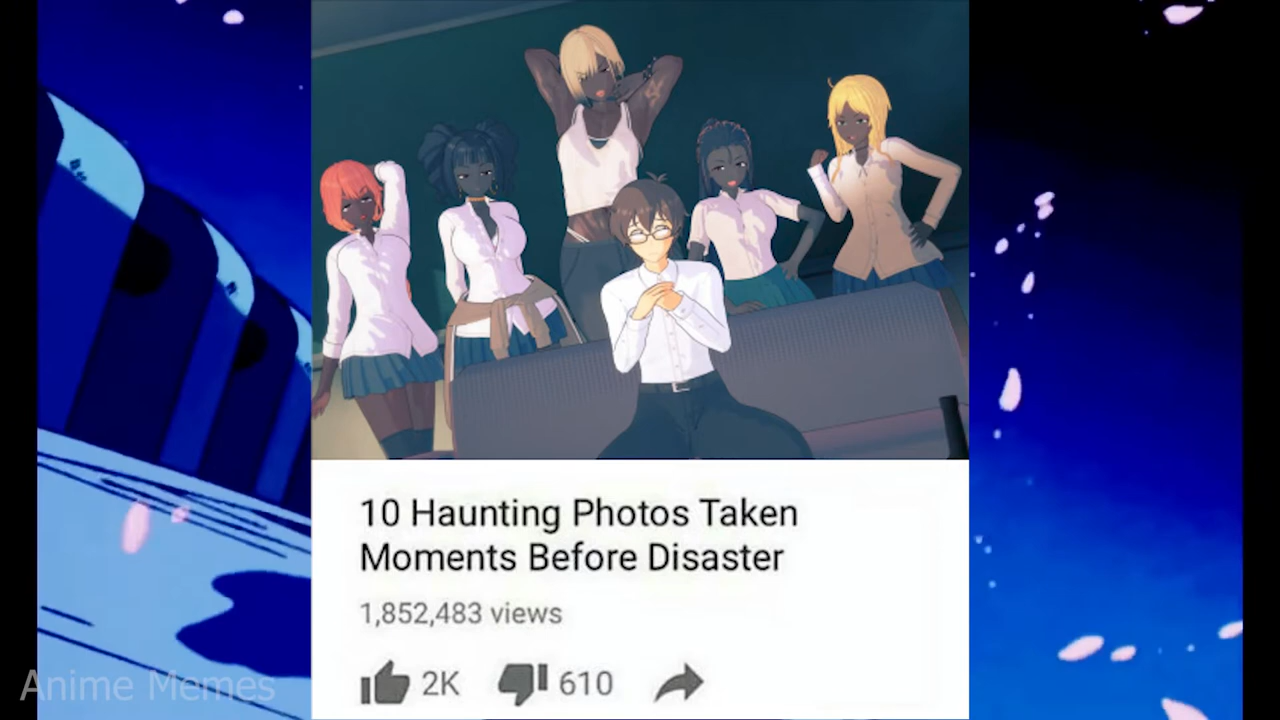 10 Haunting Photos Taken
Moments Before Disaster
1,852,483 views
2K 610
Anime Memes